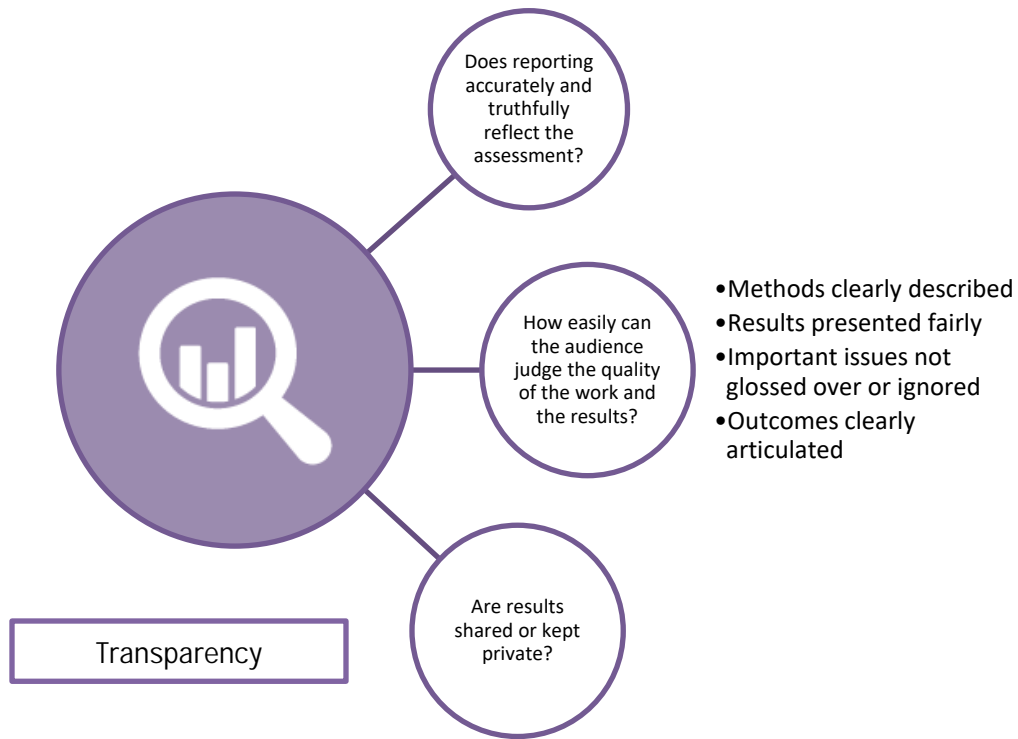 Does reporting
accurately and
truthfully
reflect the
assessment?
How easily can
the audience
judge the quality
of the work and
the results?
•Methods clearly described
•Results presented fairly
•Important issues not
glossed over or ignored
•Outcomes clearly
articulated
Are results
shared or kept
private?
Transparency